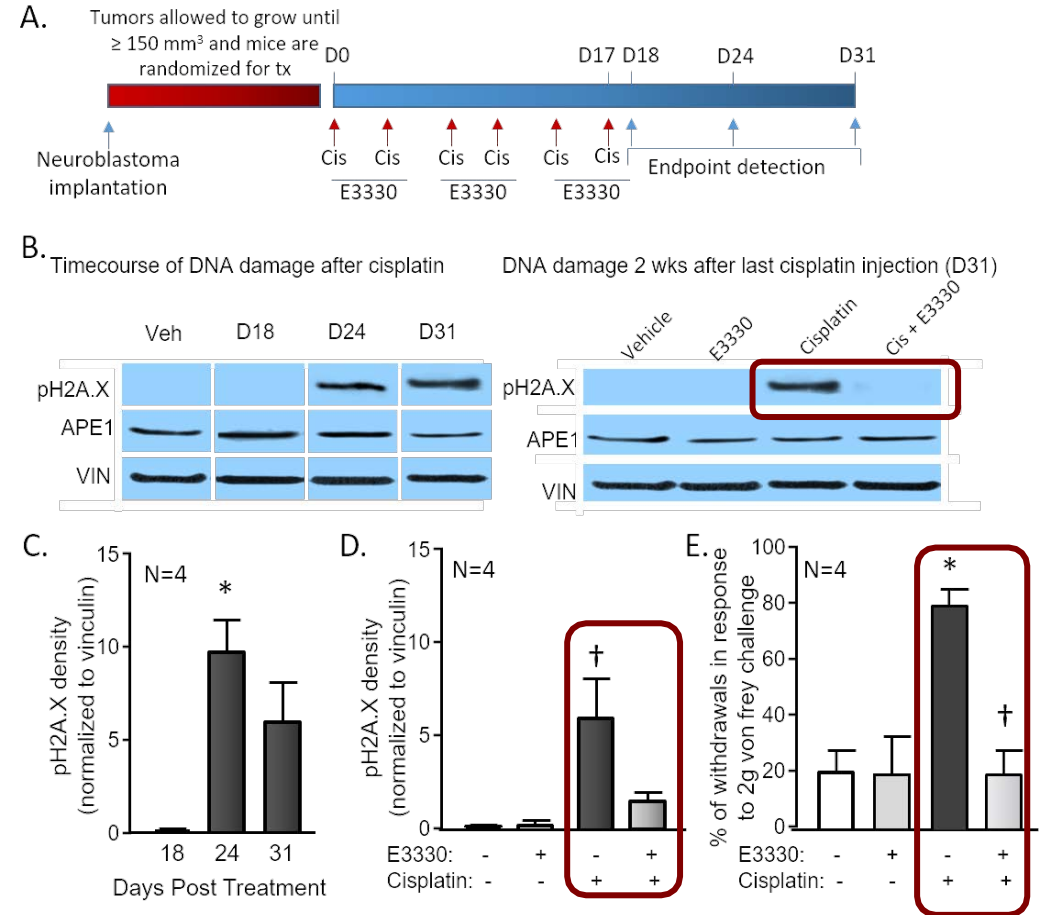 A.
Tumors allowed to grow until
≥ 150 mm³ and mice are
randomized for tx
D0
D17 D18
D24
D31
Neuroblastoma
implantation
Cis Cis Cis Cis Cis Cis
E3330 E3330 E3330
Endpoint detection
B.
Timecourse of DNA damage after cisplatin
Veh D18 D24 D31
pH2A.X
APE1
VIN
DNA damage 2 wks after last cisplatin injection (D31)
Vehicle E3330 Cisplatin Cis + E3330
pH2A.X
APE1
VIN
C.
N=4
pH2A.X density
(normalized to vinculin)
15
10
5
0
*
18 24 31
Days Post Treatment
D.
N=4
pH2A.X density
(normalized to vinculin)
15
10
5
0
†
E3330: - + - +
Cisplatin: - - + +
E.
N=4
% of withdrawals in response
to 2g von frey challenge
100
80
60
40
20
0
*
†
E3330: - + - +
Cisplatin: - - + +